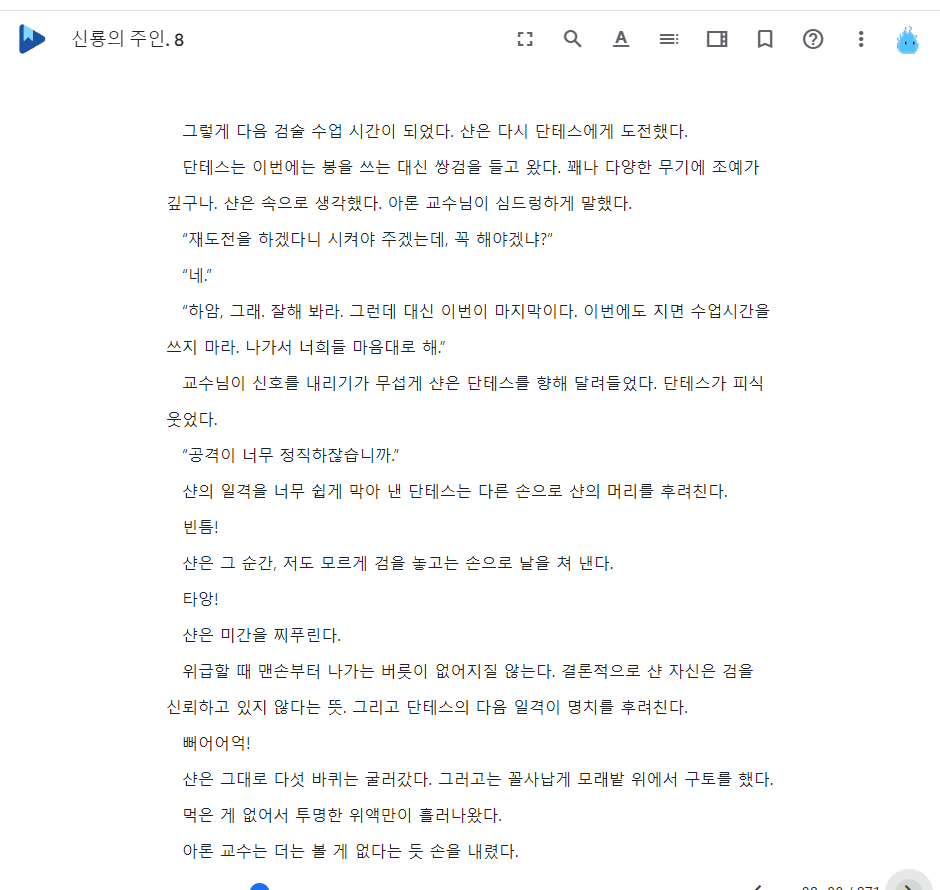 신룡의 주인. 8
그렇게 다음 검술 수업 시간이 되었다. 샨은 다시 단테스에게 도전했다.
단테스는 이번에는 봉을 쓰는 대신 쌍검을 들고 왔다. 꽤나 다양한 무기에 조예가
깊구나. 샨은 속으로 생각했다. 아론 교수님이 심드렁하게 말했다.
“재도전을 하겠다니 시켜야 주겠는데, 꼭 해야겠냐?”
“네.”
“하암, 그래. 잘해 봐라. 그런데 대신 이번이 마지막이다. 이번에도 지면 수업시간을
쓰지 마라. 나가서 너희들 마음대로 해.”
교수님이 신호를 내리기가 무섭게 샨은 단테스를 향해 달려들었다. 단테스가 피식
웃었다.
“공격이 너무 정직하잖습니까.”
샨의 일격을 너무 쉽게 막아 낸 단테스는 다른 손으로 샨의 머리를 후려친다.
빈틈!
샨은 그 순간, 저도 모르게 검을 놓고는 손으로 날을 쳐 낸다.
타앙!
샨은 미간을 찌푸린다.
위급할 때 맨손부터 나가는 버릇이 없어지질 않는다. 결론적으로 샨 자신은 검을
신뢰하고 있지 않다는 뜻. 그리고 단테스의 다음 일격이 명치를 후려친다.
뻐어어억!
샨은 그대로 다섯 바퀴는 굴러갔다. 그러고는 꼴사납게 모래밭 위에서 구토를 했다.
먹은 게 없어서 투명한 위액만이 흘러나왔다.
아론 교수는 더는 볼 게 없다는 듯 손을 내렸다.